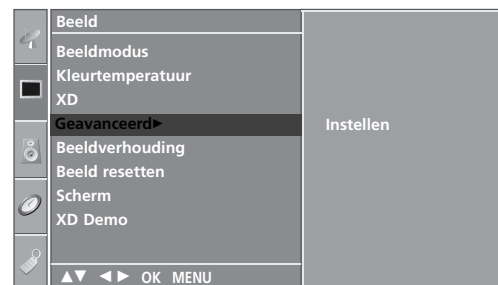 Beeld
Beeldmodus
Kleurtemperatuur
XD
Geavanceerd► Instellen
Beeldverhouding
Beeld resetten
Scherm
XD Demo
▲▼ ◄► OK MENU